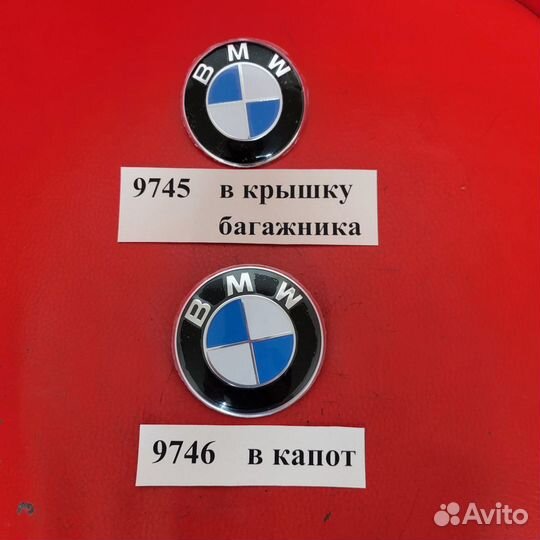 BMW
9745 в крышку
багажника
BMW
9746 в капот
Avito